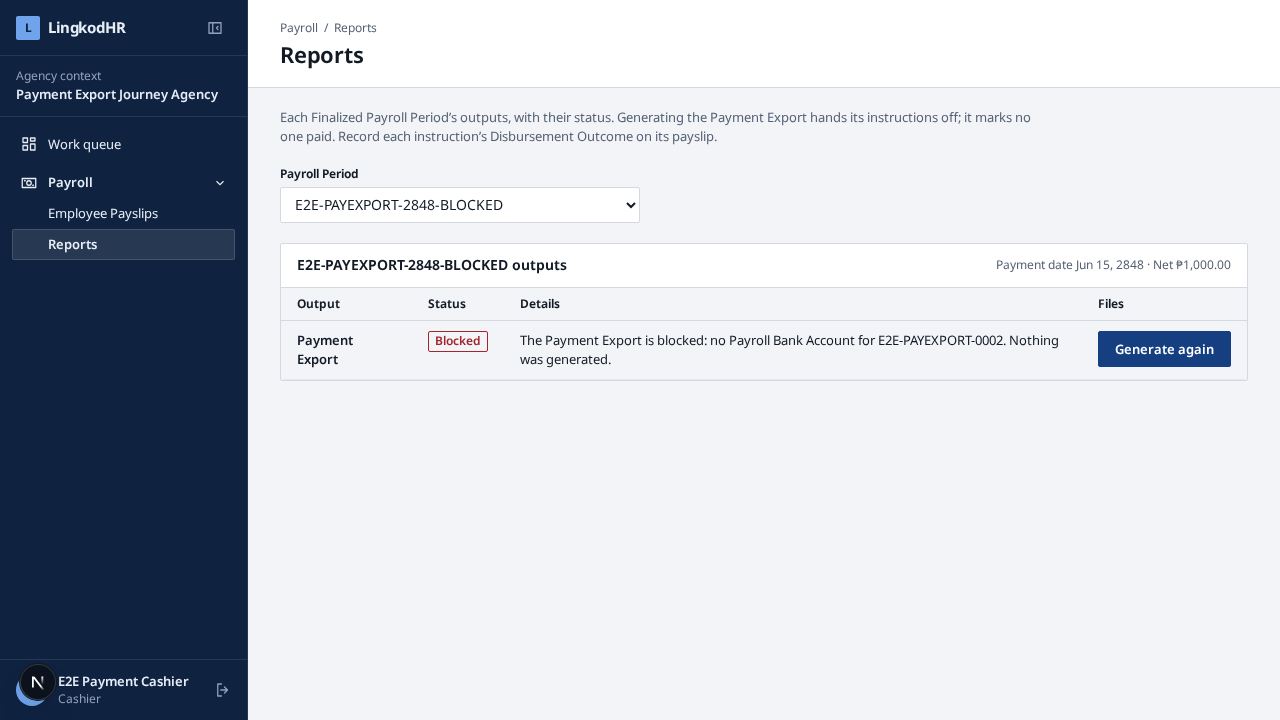 L LingkodHR
Agency context
Payment Export Journey Agency
Work queue
Payroll
Employee Payslips
Reports
N
E2E Payment Cashier
Cashier
Payroll / Reports
Reports
Each Finalized Payroll Period’s outputs, with their status. Generating the Payment Export hands its instructions off; it marks no
one paid. Record each instruction’s Disbursement Outcome on its payslip.
Payroll Period
E2E-PAYEXPORT-2848-BLOCKED
E2E-PAYEXPORT-2848-BLOCKED outputs
Payment date Jun 15, 2848 · Net ₱1,000.00
Output Status Details Files
Payment
Export
Blocked
The Payment Export is blocked: no Payroll Bank Account for E2E-PAYEXPORT-0002. Nothing
was generated.
Generate again